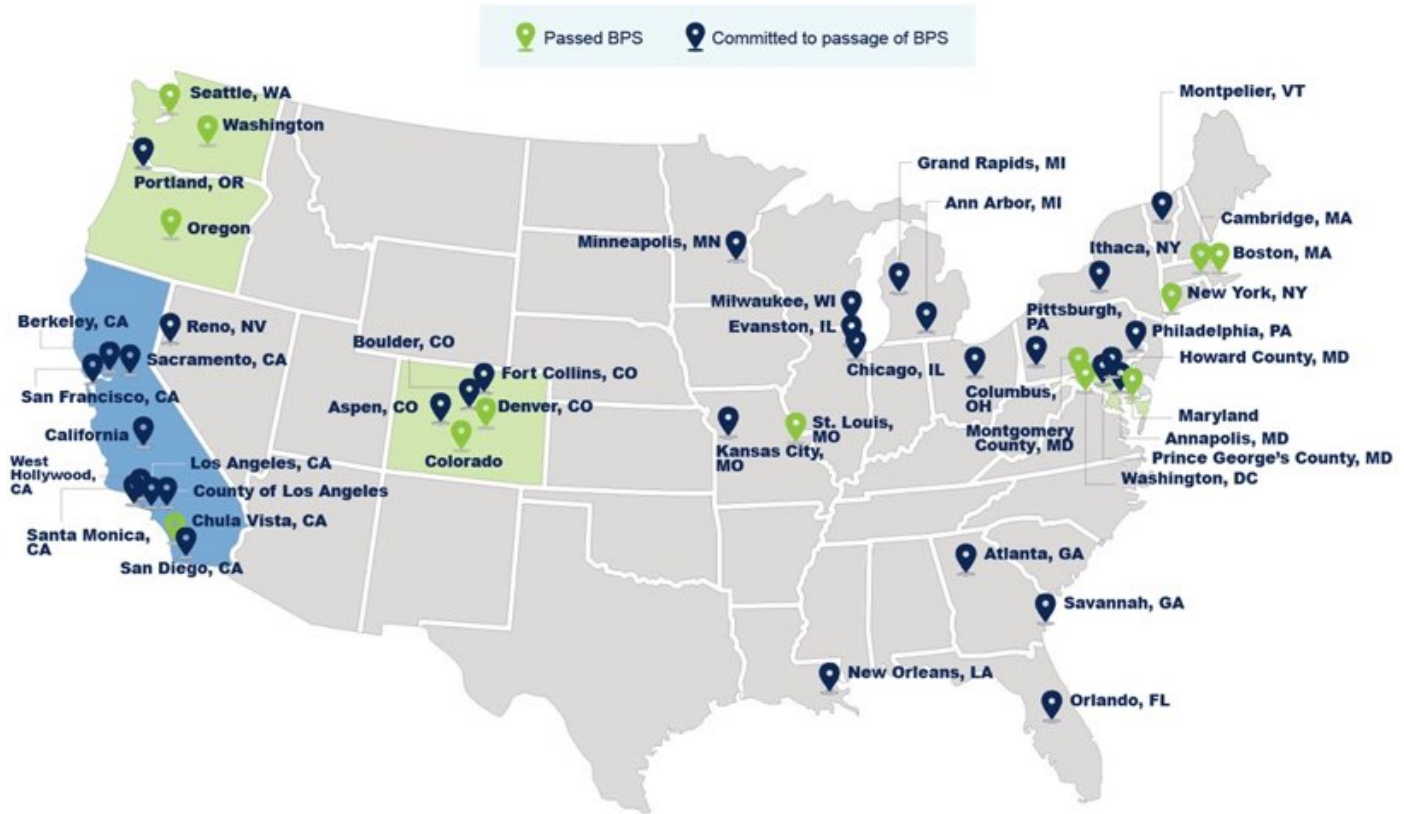 Passed BPS
Committed to passage of BPS
Seattle, WA
Washington
Portland, OR
Oregon
Montpelier, VT
Grand Rapids, MI
Ann Arbor, MI
Cambridge, MA
Minneapolis, MN
Ithaca, NY
Boston, MA
New York, NY
Milwaukee, WI
Pittsburgh,
PA
Berkeley, CA
Reno, NV
Evanston, IL
Philadelphia, PA
Boulder, CO
Sacramento, CA
Howard County, MD
Chicago, IL
Fort Collins, CO
San Francisco, CA
Aspen, CO
Denver, CO
Columbus,
OH
Maryland
California
St. Louis,
MO
Kansas City,
MO
Montgomery
County, MD
Annapolis, MD
Colorado
Prince George's County, MD
West
Hollywood,
CA
Los Angeles, CA
Washington, DC
County of Los Angeles
Chula Vista, CA
Santa Monica,
CA
San Diego, CA
Atlanta, GA
Savannah, GA
New Orleans, LA
Orlando, FL